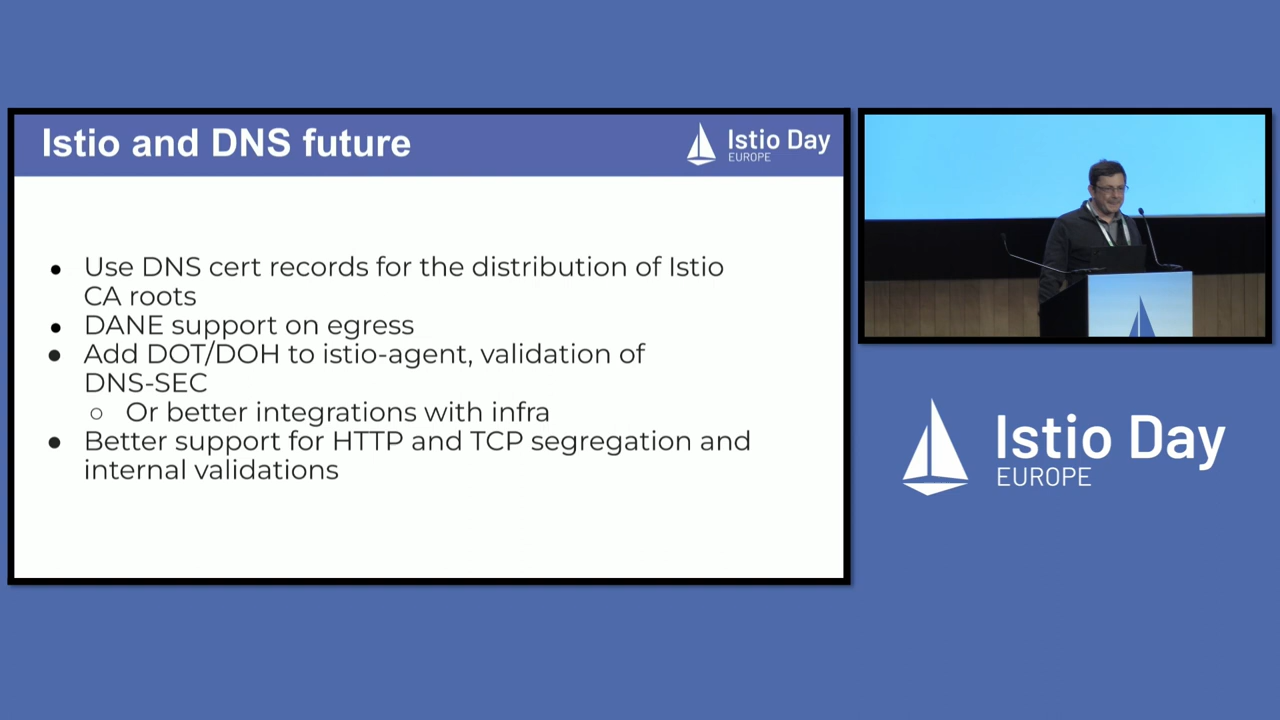 Istio and DNS future
Istio Day
EUROPE
● Use DNS cert records for the distribution of Istio
CA roots
● DANE support on egress
● Add DOT/DOH to istio-agent, validation of
DNS-SEC
○ Or better integrations with infra
● Better support for HTTP and TCP segregation and
internal validations
Istio Day
EUROPE